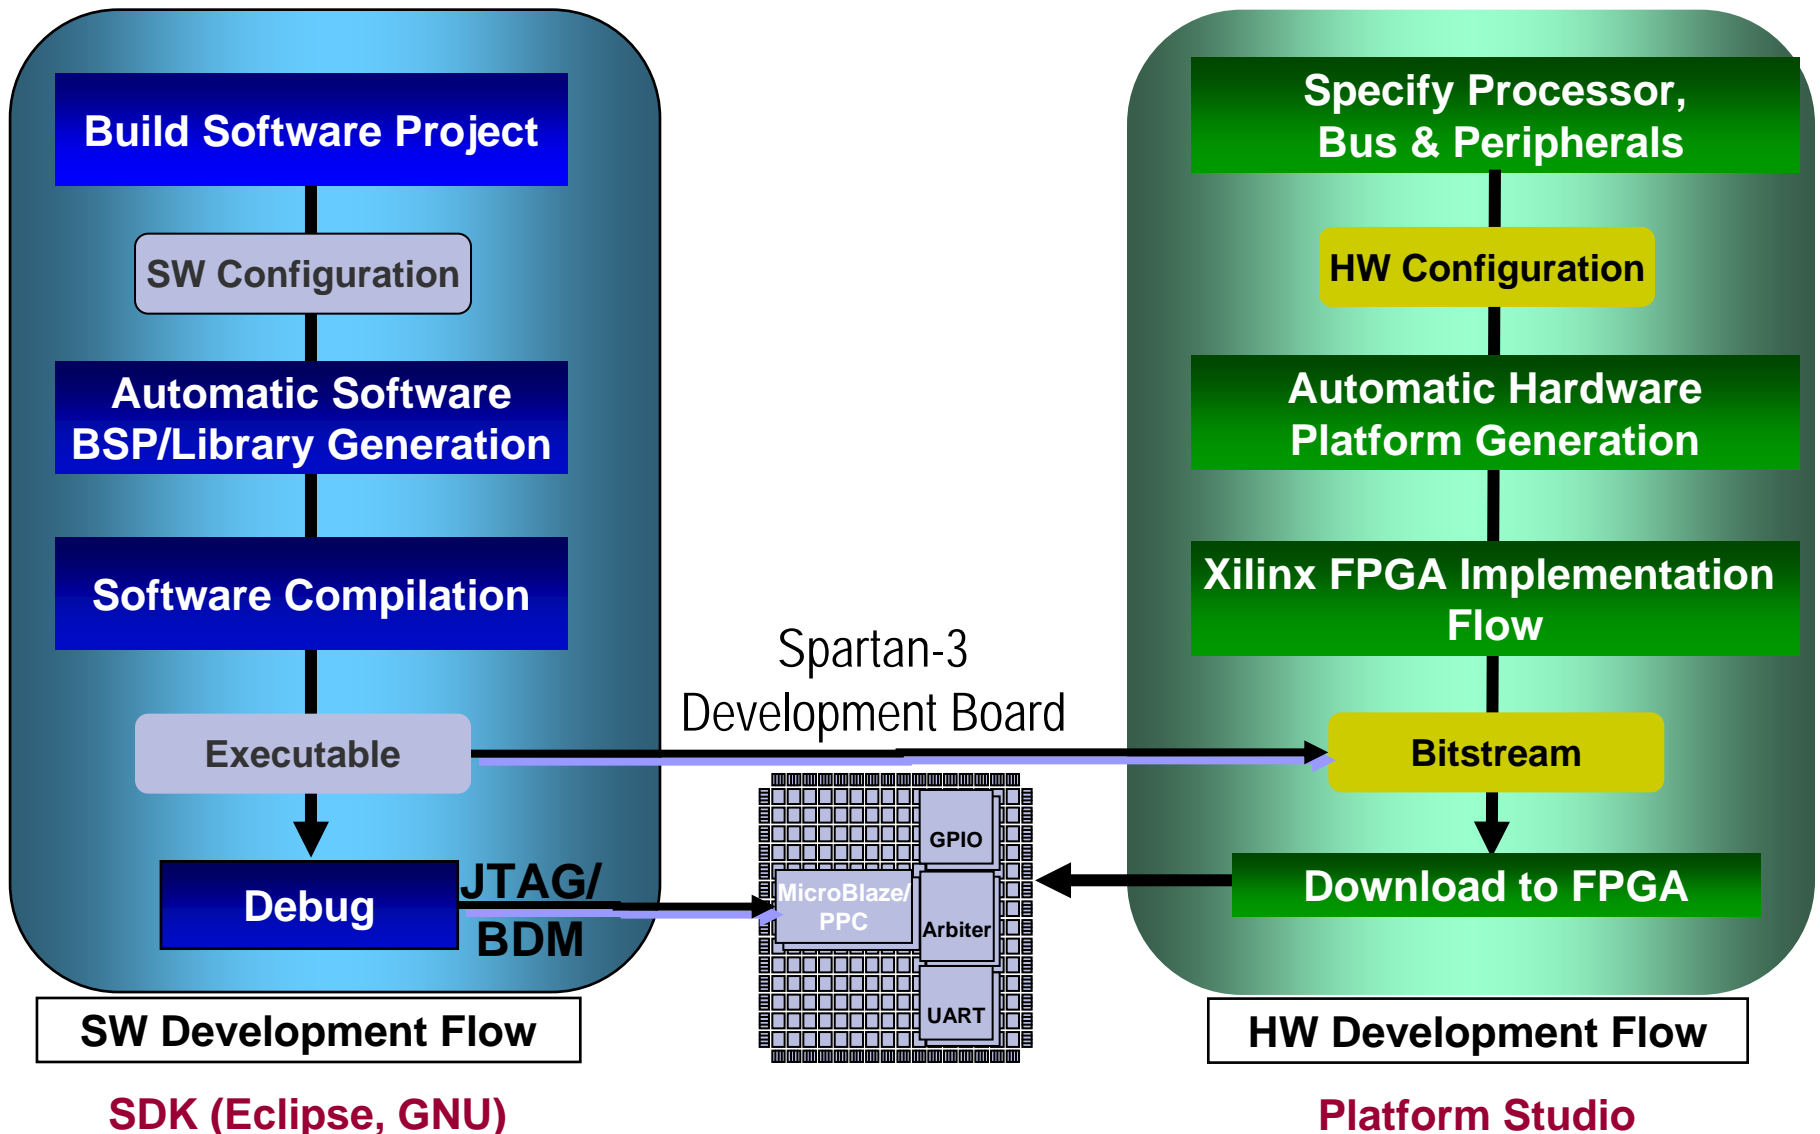 Build Software Project
SW Configuration
Automatic Software
BSP/Library Generation
Software Compilation
Executable
Debug
JTAG/
BDM
SW Development Flow
SDK (Eclipse, GNU)
Spartan-3
Development Board
GPIO
MicroBlaze/
PPC
Arbiter
UART
Specify Processor,
Bus & Peripherals
HW Configuration
Automatic Hardware
Platform Generation
Xilinx FPGA Implementation
Flow
Bitstream
Download to FPGA
HW Development Flow
Platform Studio